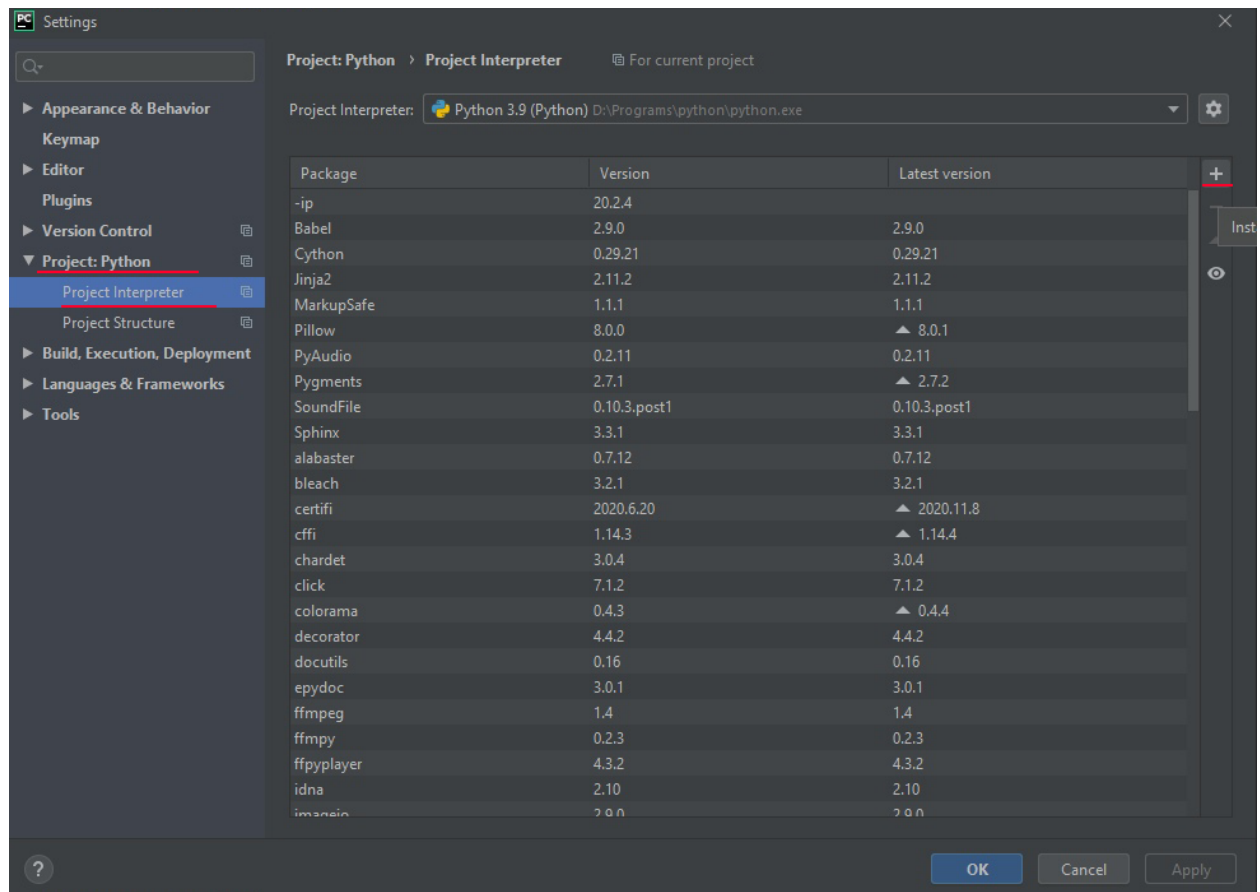 PC Settings
Project: Python › Project Interpreter For current project
Appearance & Behavior
Project Interpreter: Python 3.9 (Python) D:\Programs\python\python.exe
Keymap
Editor
Plugins
Version Control
Project: Python
Project Interpreter
Project Structure
Build, Execution, Deployment
Languages & Frameworks
Tools
Package Version Latest version
-ip 20.2.4
Babel 2.9.0 2.9.0
Cython 0.29.21 0.29.21
Jinja2 2.11.2 2.11.2
MarkupSafe 1.1.1 1.1.1
Pillow 8.0.0 8.0.1
PyAudio 0.2.11 0.2.11
Pygments 2.7.1 2.7.2
SoundFile 0.10.3.post1 0.10.3.post1
Sphinx 3.3.1 3.3.1
alabaster 0.7.12 0.7.12
bleach 3.2.1 3.2.1
certifi 2020.6.20 2020.11.8
cffi 1.14.3 1.14.4
chardet 3.0.4 3.0.4
click 7.1.2 7.1.2
colorama 0.4.3 0.4.4
decorator 4.4.2 4.4.2
docutils 0.16 0.16
epydoc 3.0.1 3.0.1
ffmpeg 1.4 1.4
ffmpy 0.2.3 0.2.3
ffpyplayer 4.3.2 4.3.2
idna 2.10 2.10
imageio 2.9.0 2.9.0
Inst
? OK Cancel Apply